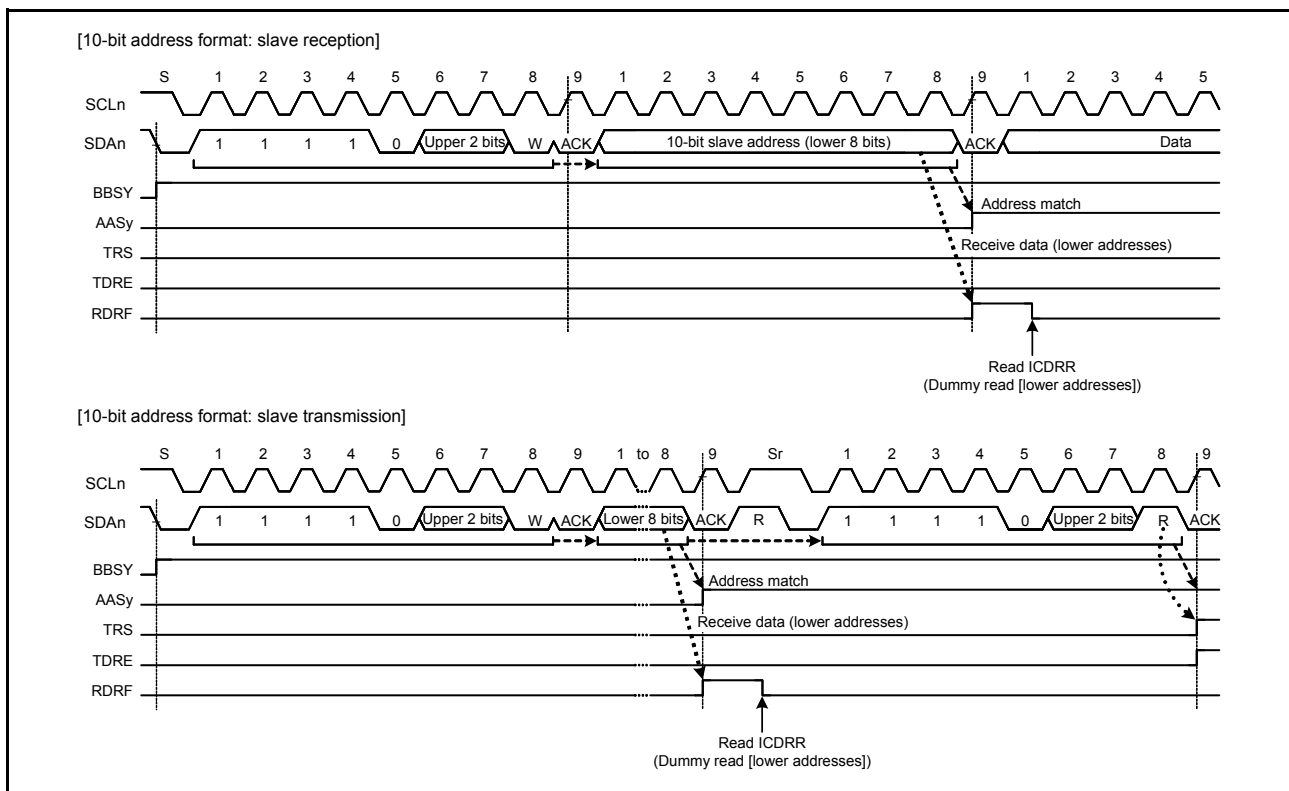 [10-bit address format: slave reception]
S 1 2 3 4 5 6 7 8 9 1 2 3 4 5 6 7 8 9 1 2 3 4 5
SCLn
SDAn 1 1 1 1 0 Upper 2 bits W ACK 10-bit slave address (lower 8 bits) ACK Data
BBSY
Address match
AASy
Receive data (lower addresses)
TRS
TDRE
RDRF
Read ICDRR
(Dummy read [lower addresses])
[10-bit address format: slave transmission]
S 1 2 3 4 5 6 7 8 9 1 to 8 9 Sr 1 2 3 4 5 6 7 8 9
SCLn
SDAn 1 1 1 1 0 Upper 2 bits W ACK Lower 8 bits ACK R 1 1 1 1 0 Upper 2 bits R ACK
BBSY
Address match
AASy
Receive data (lower addresses)
TRS
TDRE
RDRF
Read ICDRR
(Dummy read [lower addresses])